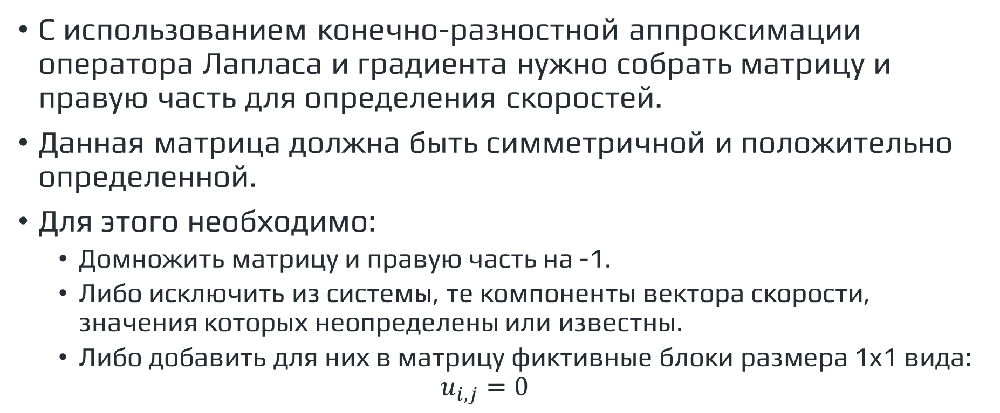 • С использованием конечно-разностной аппроксимации
оператора Лапласа и градиента нужно собрать матрицу и
правую часть для определения скоростей.
• Данная матрица должна быть симметричной и положительно
определенной.
• Для этого необходимо:
• Домножить матрицу и правую часть на -1.
• Либо исключить из системы, те компоненты вектора скорости,
значения которых неопределены или известны.
• Либо добавить для них в матрицу фиктивные блоки размера 1x1 вида:
u_{i,j} = 0